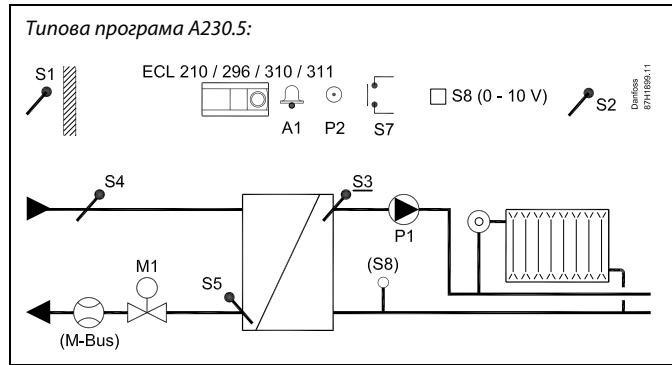 Типова програма A230.5:
S1
ECL 210 / 296 / 310 / 311
A1
P2
S7
S8 (0 - 10 V)
S2
Danfoss
87H1899.11
S4
S3
P1
M1
S5
(S8)
(M-Bus)